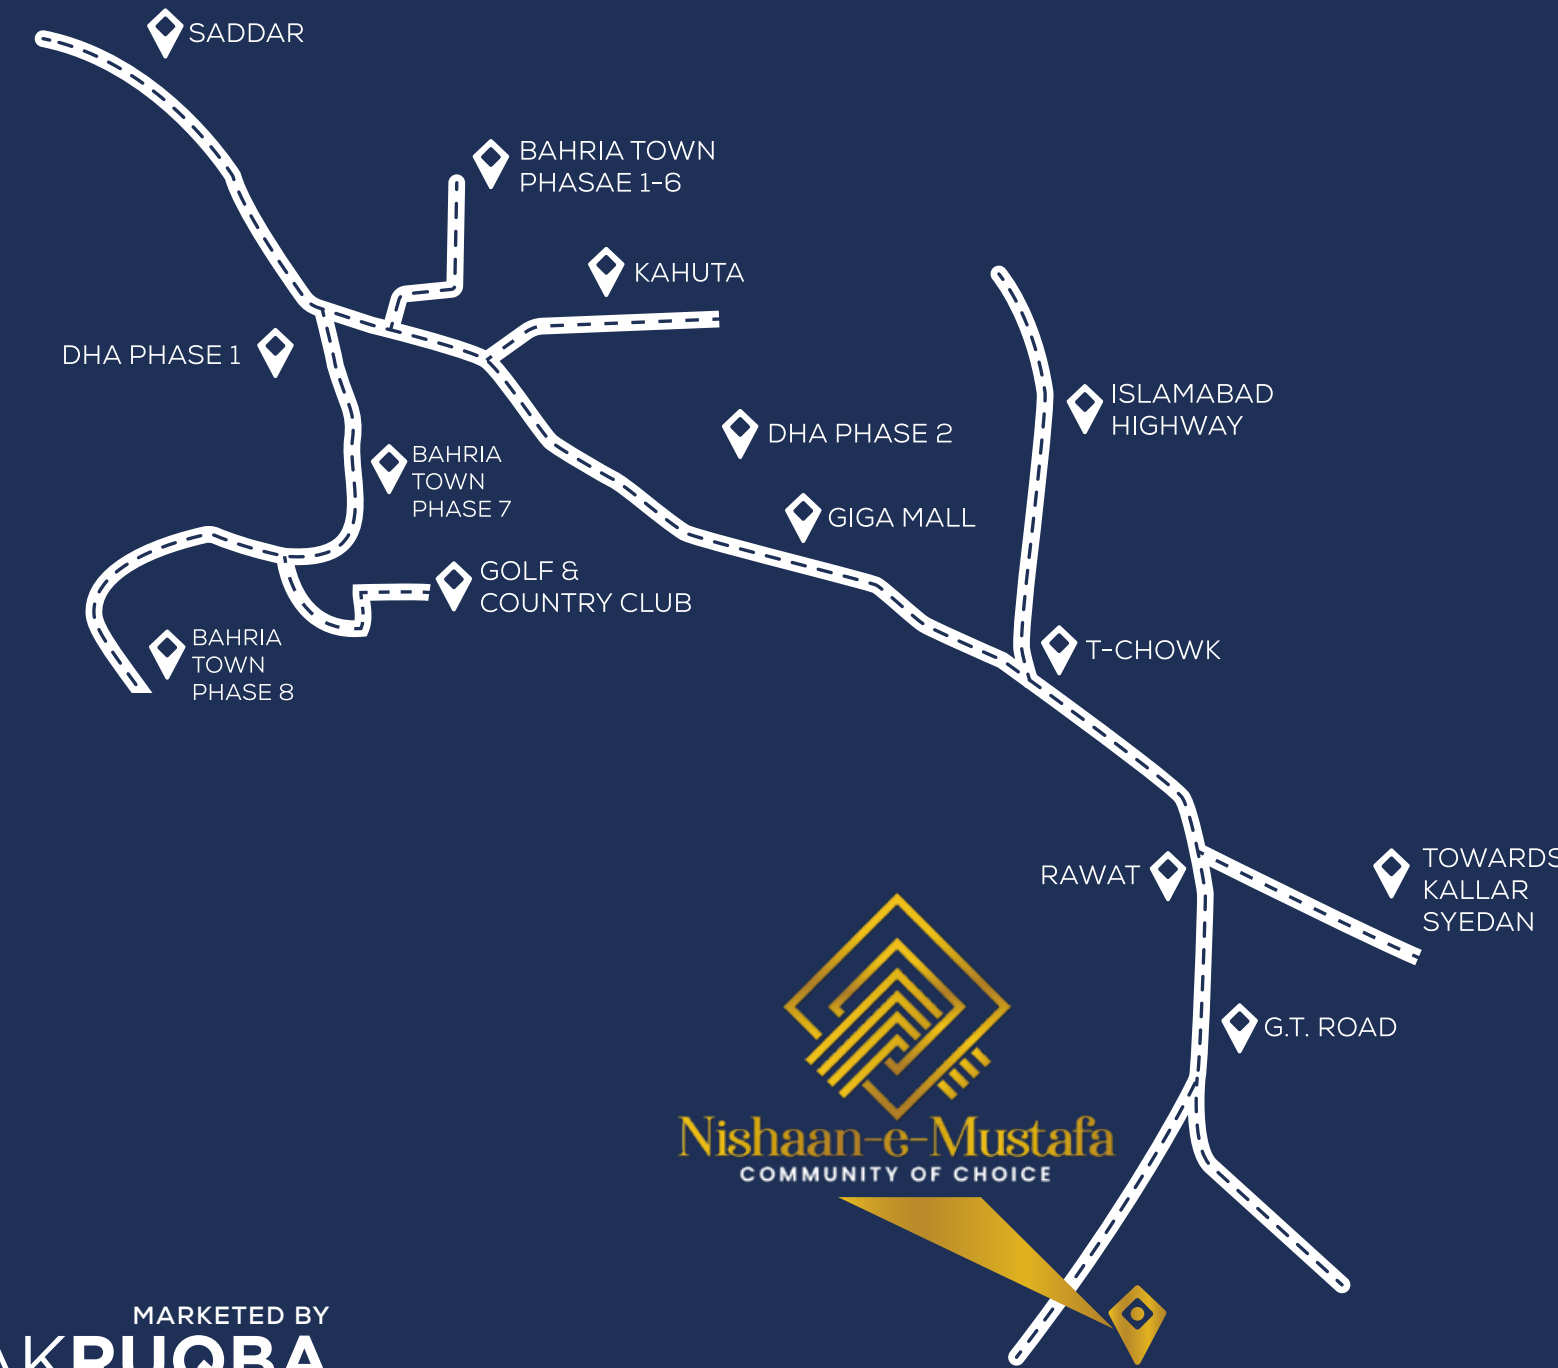 SADDAR
BAHRIA TOWN
PHASAE 1-6
KAHUTA
DHA PHASE 1
ISLAMABAD
HIGHWAY
DHA PHASE 2
BAHRIA
TOWN
PHASE 7
GIGA MALL
GOLF &
COUNTRY CLUB
BAHRIA
TOWN
PHASE 8
T-CHOWK
RAWAT
TOWARDS
KALLAR
SYEDAN
G.T. ROAD
Nishaan-e-Mustafa
COMMUNITY OF CHOICE
MARKETED BY
AKRUQBA